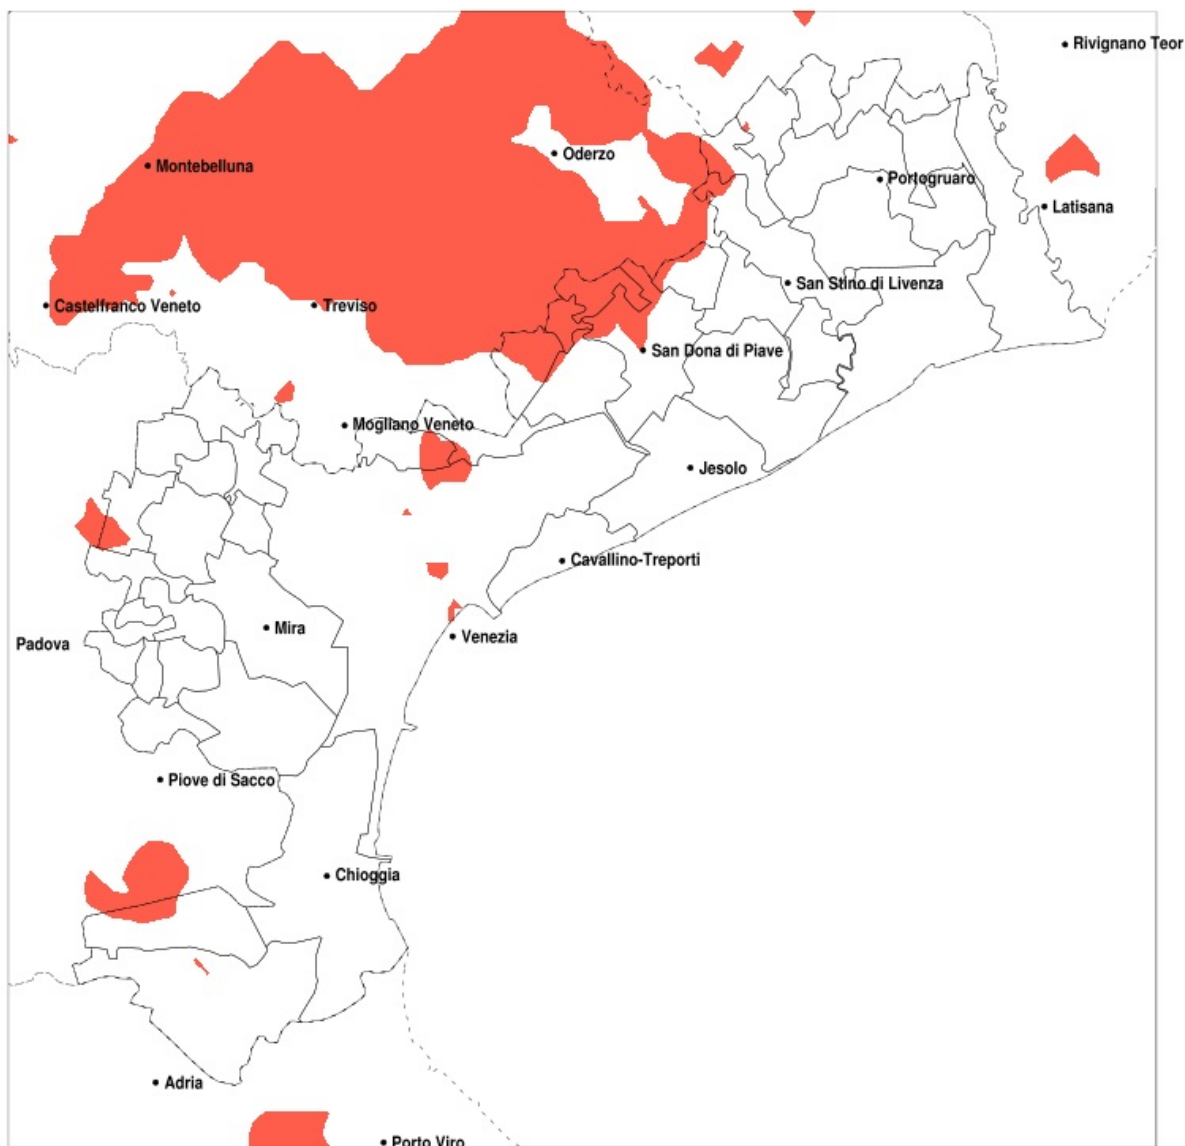 Rivignano Teor
Oderzo
Montebelluna
Portogruaro
Latisana
San Stino di Livenza
Castelfranco Veneto
Treviso
San Dona di Piave
Mogliano Veneto
Jesolo
Cavallino-Treporti
Mira
Venezia
Padova
Piove di Sacco
Chioggia
Adria
Porto Viro